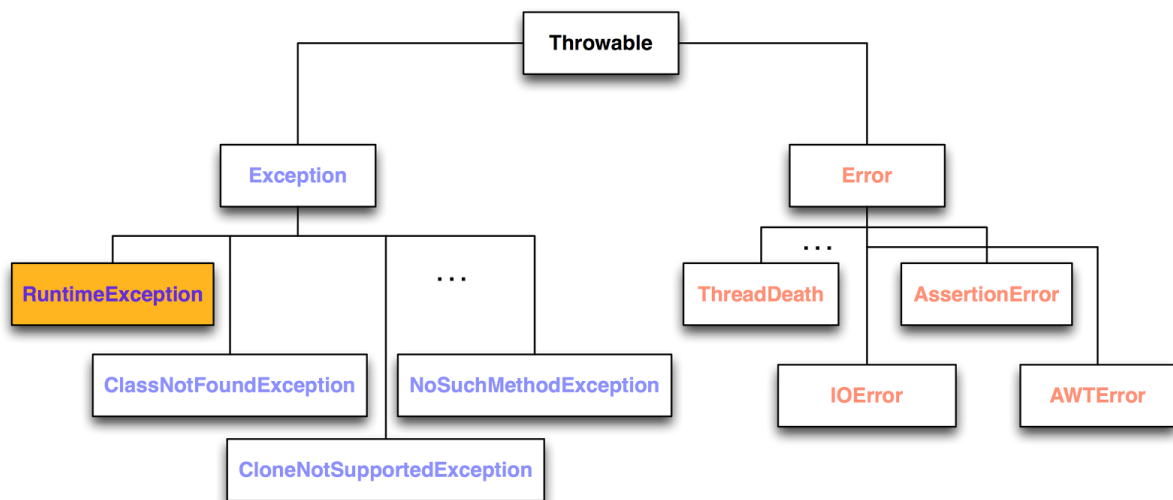 Throwable
Exception
Error
...
RuntimeException
...
ThreadDeath
AssertionError
ClassNotFoundException
NoSuchMethodException
IOError
AWTError
CloneNotSupportedException